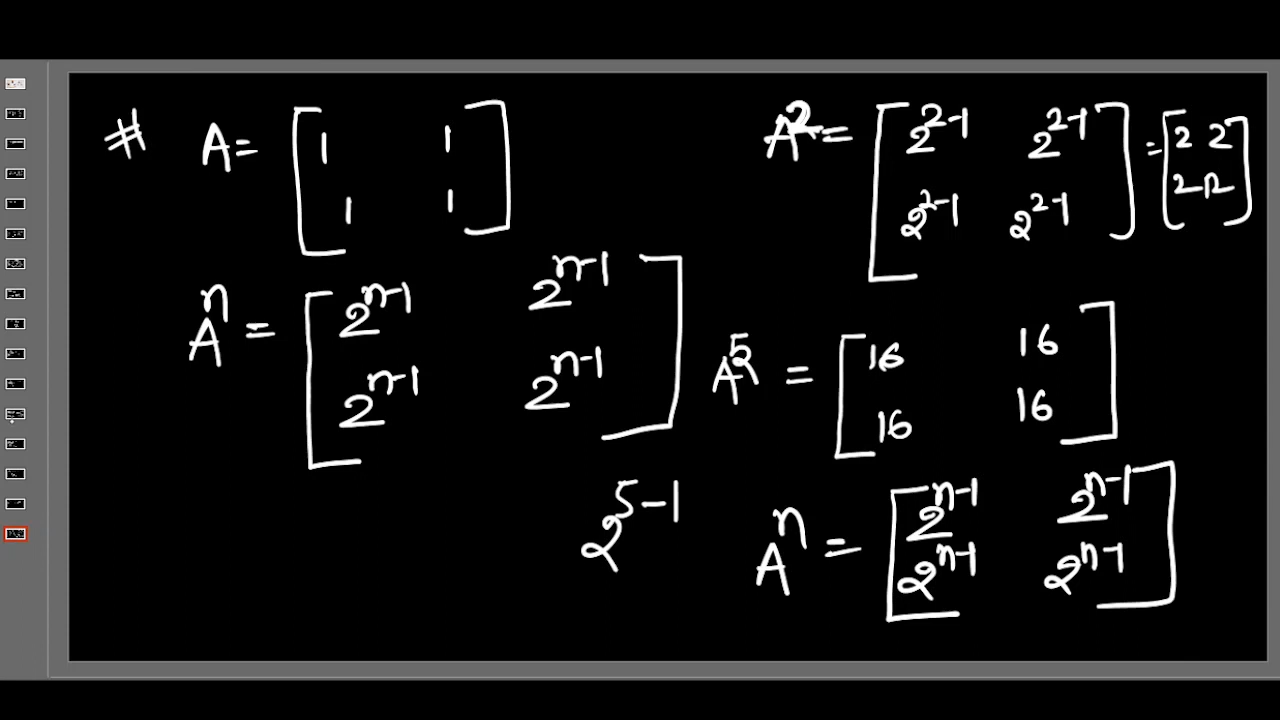 # A = [ 1 1
1 1 ]
A^n = [ 2^{n-1} 2^{n-1}
2^{n-1} 2^{n-1} ]
2^{5-1}
A^2 = [ 2^{2-1} 2^{2-1}
2^{2-1} 2^{2-1} ] = [ 2 2
2 2 ]
A^5 = [ 16 16
16 16 ]
A^n = [ 2^{n-1} 2^{n-1}
2^{n-1} 2^{n-1} ]